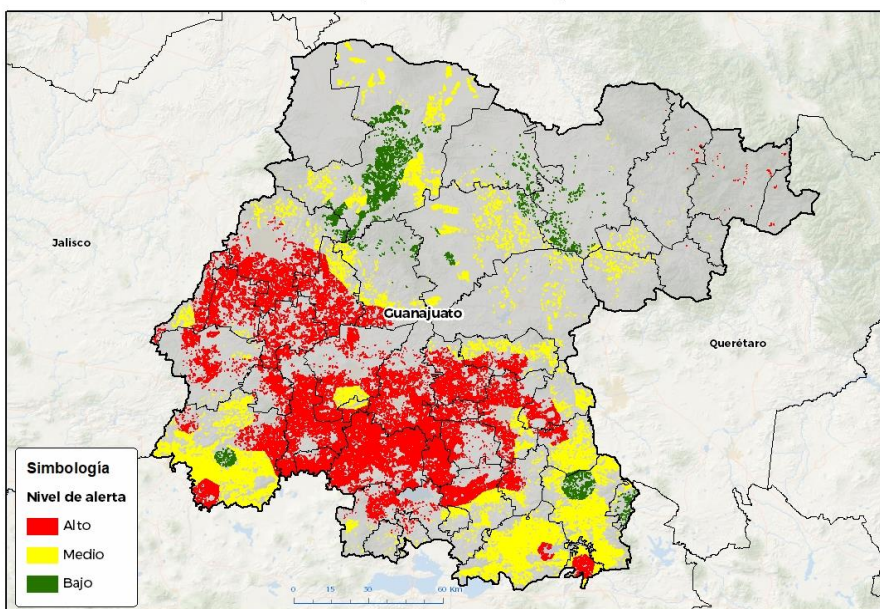 Jalisco
Guanajuato
Querétaro
Simbología
Nivel de alerta
Alto
Medio
Bajo
0 15 30 60 Km